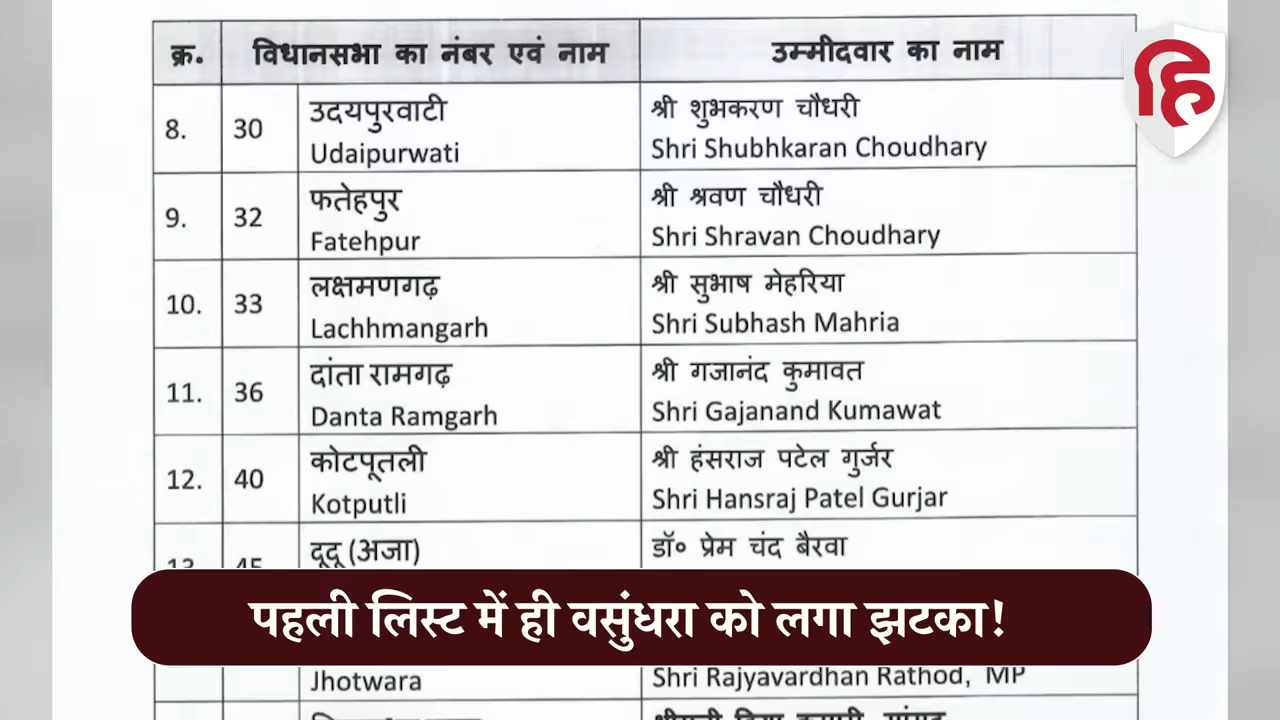 क्र. विधानसभा का नंबर एवं नाम उम्मीदवार का नाम
हि
8. 30 उदयपुरवाटी श्री शुभकरण चौधरी
Udaipurwati Shri Shubhkaran Choudhary
9. 32 फतेहपुर श्री श्रवण चौधरी
Fatehpur Shri Shravan Choudhary
10. 33 लक्षमणगढ़ श्री सुभाष मेहरिया
Lachhmangarh Shri Subhash Mahria
11. 36 दांता रामगढ़ श्री गजानंद कुमावत
Danta Ramgarh Shri Gajanand Kumawat
12. 40 कोटपूतली श्री हंसराज पटेल गुर्जर
Kotputli Shri Hansraj Patel Gurjar
दूदू (अजा) डॉ० प्रेम चंद बैरवा
पहली लिस्ट में ही वसुंधरा को लगा झटका!
Jhotwara Shri Rajyavardhan Rathod, MP